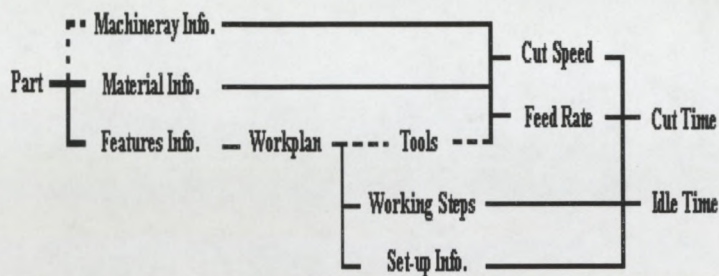 Machineray Info.
Cut Speed
Part
Material Info.
Feed Rate
Cut Time
Features Info.
Workplan
Tools
Working Steps
Idle Time
Set-up Info.